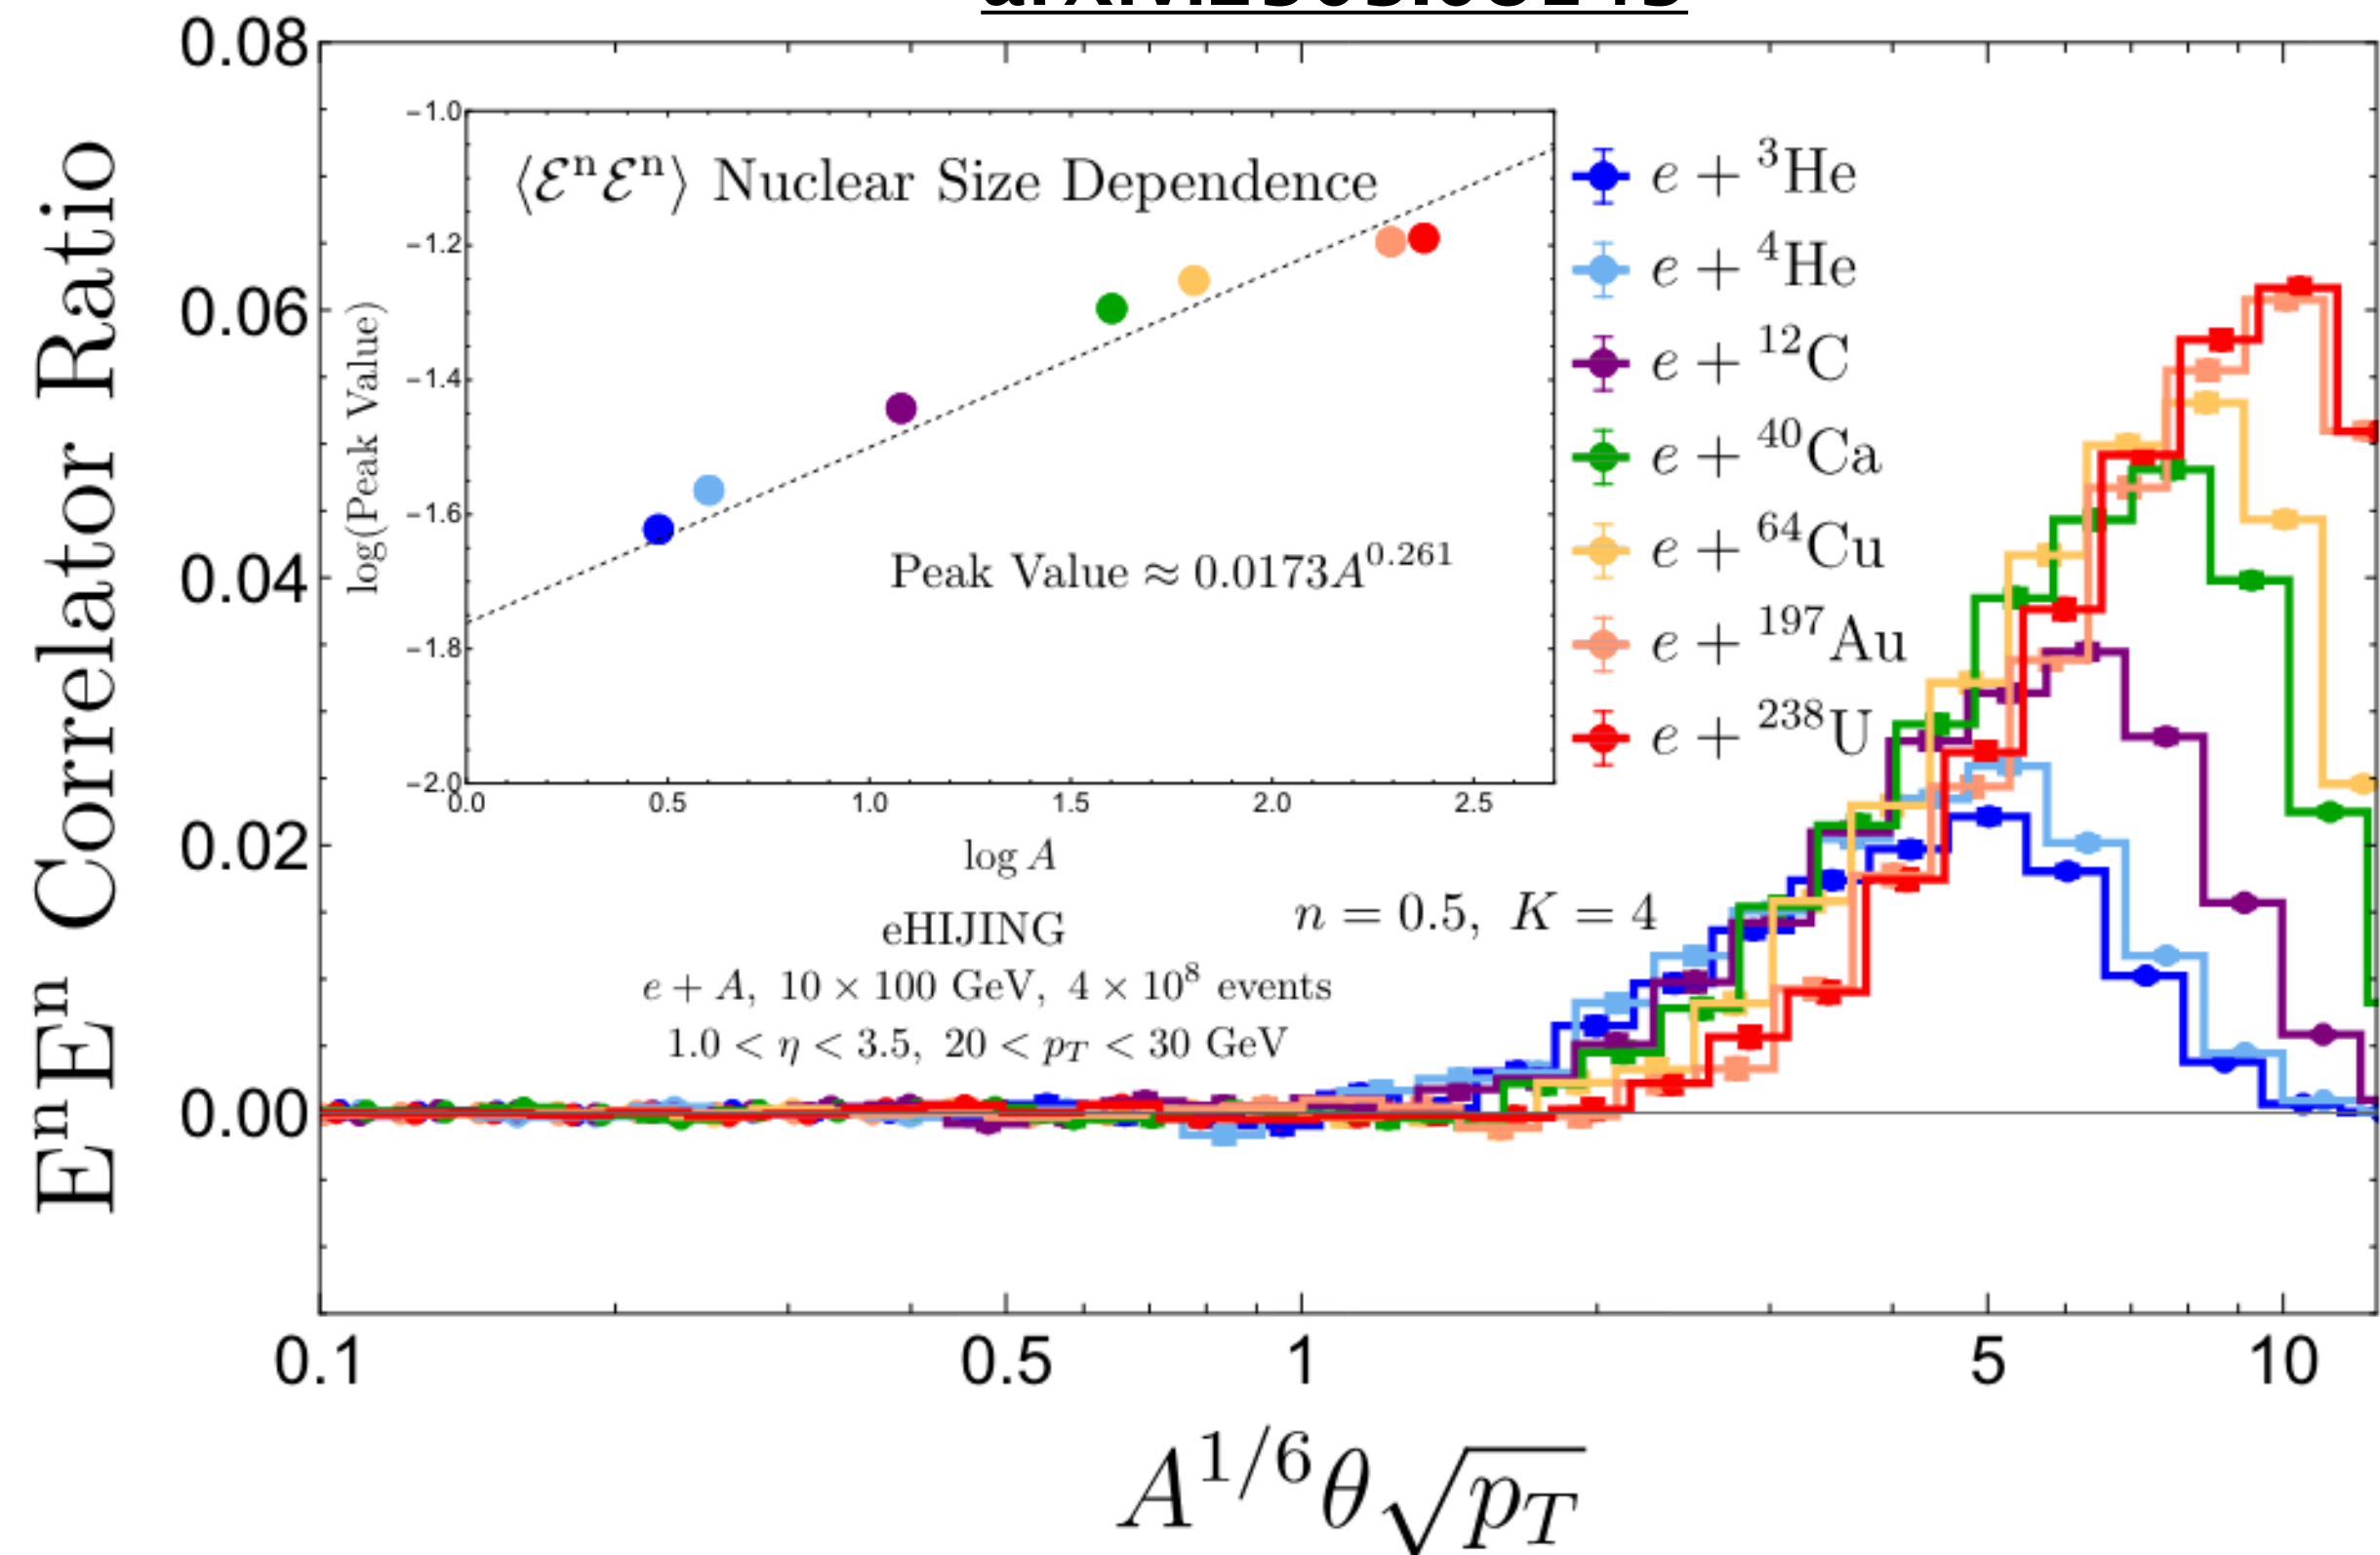 0.08
0.06
0.04
0.02
0.00
EⁿEⁿ Correlator Ratio
−1.0
−1.2
−1.4
−1.6
−1.8
−2.0
log(Peak Value)
⟨ℰⁿℰⁿ⟩ Nuclear Size Dependence
Peak Value ≈ 0.0173A^0.261
0.0 0.5 1.0 1.5 2.0 2.5
log A
e + ³He
e + ⁴He
e + ¹²C
e + ⁴⁰Ca
e + ⁶⁴Cu
e + ¹⁹⁷Au
e + ²³⁸U
eHIJING
e + A, 10 × 100 GeV, 4 × 10⁸ events
1.0 < η < 3.5, 20 < p_T < 30 GeV
n = 0.5, K = 4
0.1 0.5 1 5 10
A^1/6 θ√p_T